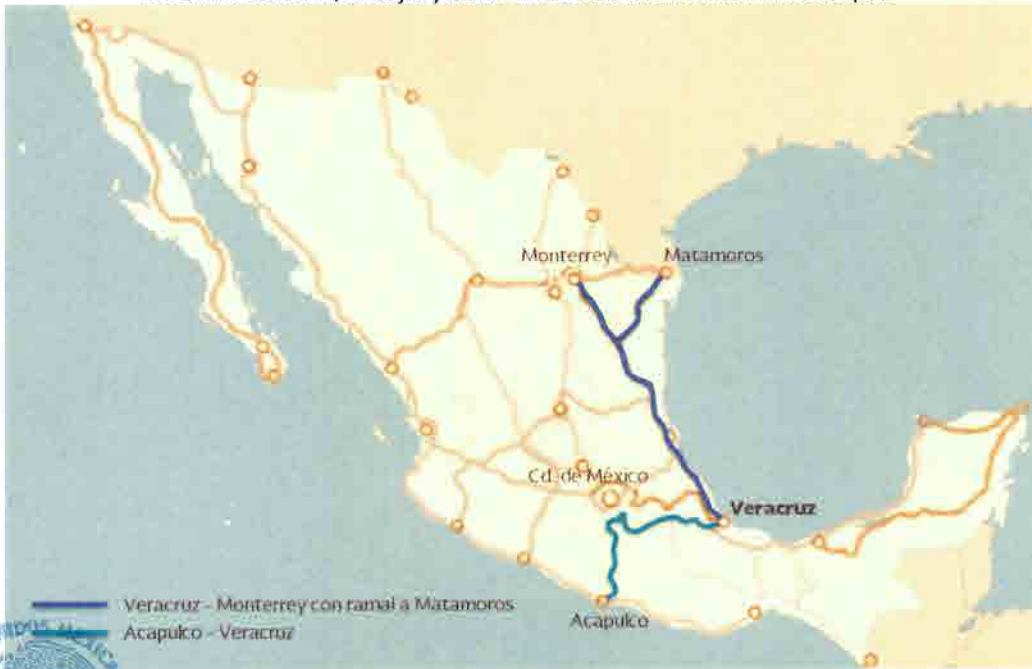 Monterrey
Matamoros
Cd. de México
Veracruz
Acapulco
Veracruz - Monterrey con ramal a Matamoros
Acapulco - Veracruz